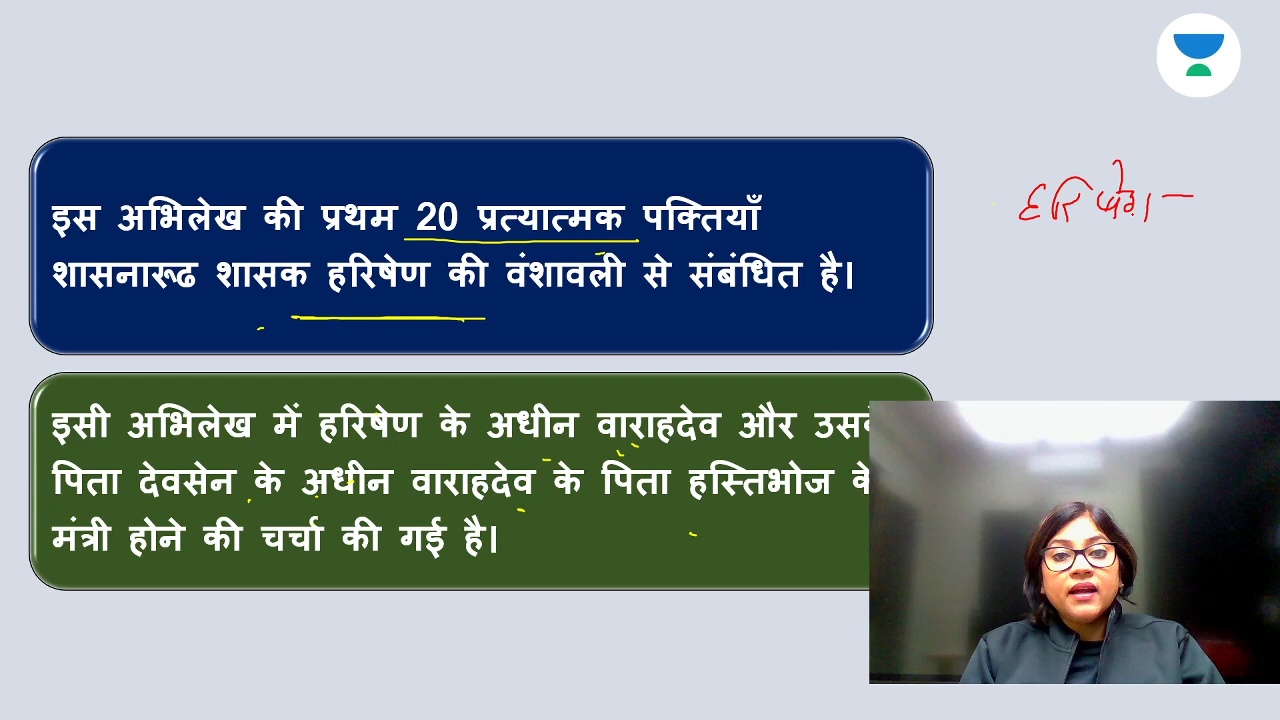 इस अभिलेख की प्रथम 20 प्रत्यात्मक पक्तियाँ
शासनारूढ शासक हरिषेण की वंशावली से संबंधित है।
हरिषेण -
इसी अभिलेख में हरिषेण के अधीन वाराहदेव और
पिता देवसेन के अधीन वाराहदेव के पिता हस्तिभोज के
मंत्री होने की चर्चा की गई है।